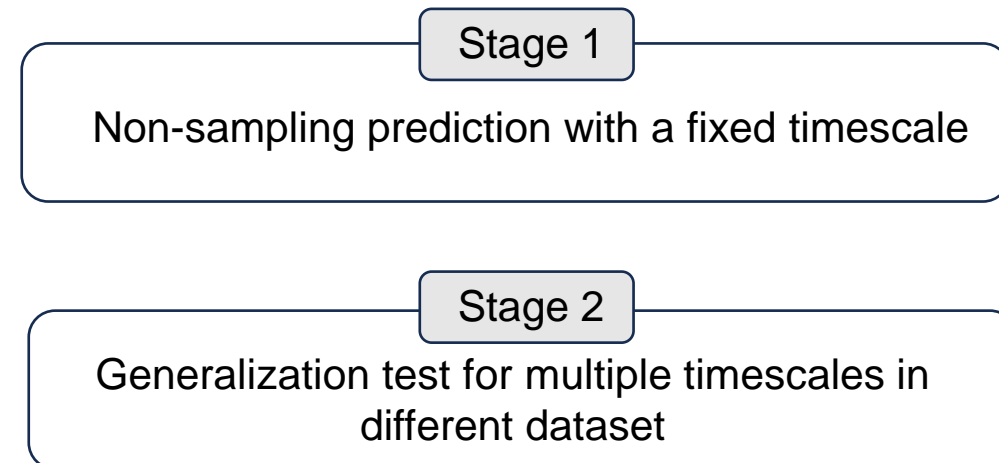 Stage 1
Non-sampling prediction with a fixed timescale
Stage 2
Generalization test for multiple timescales in
different dataset